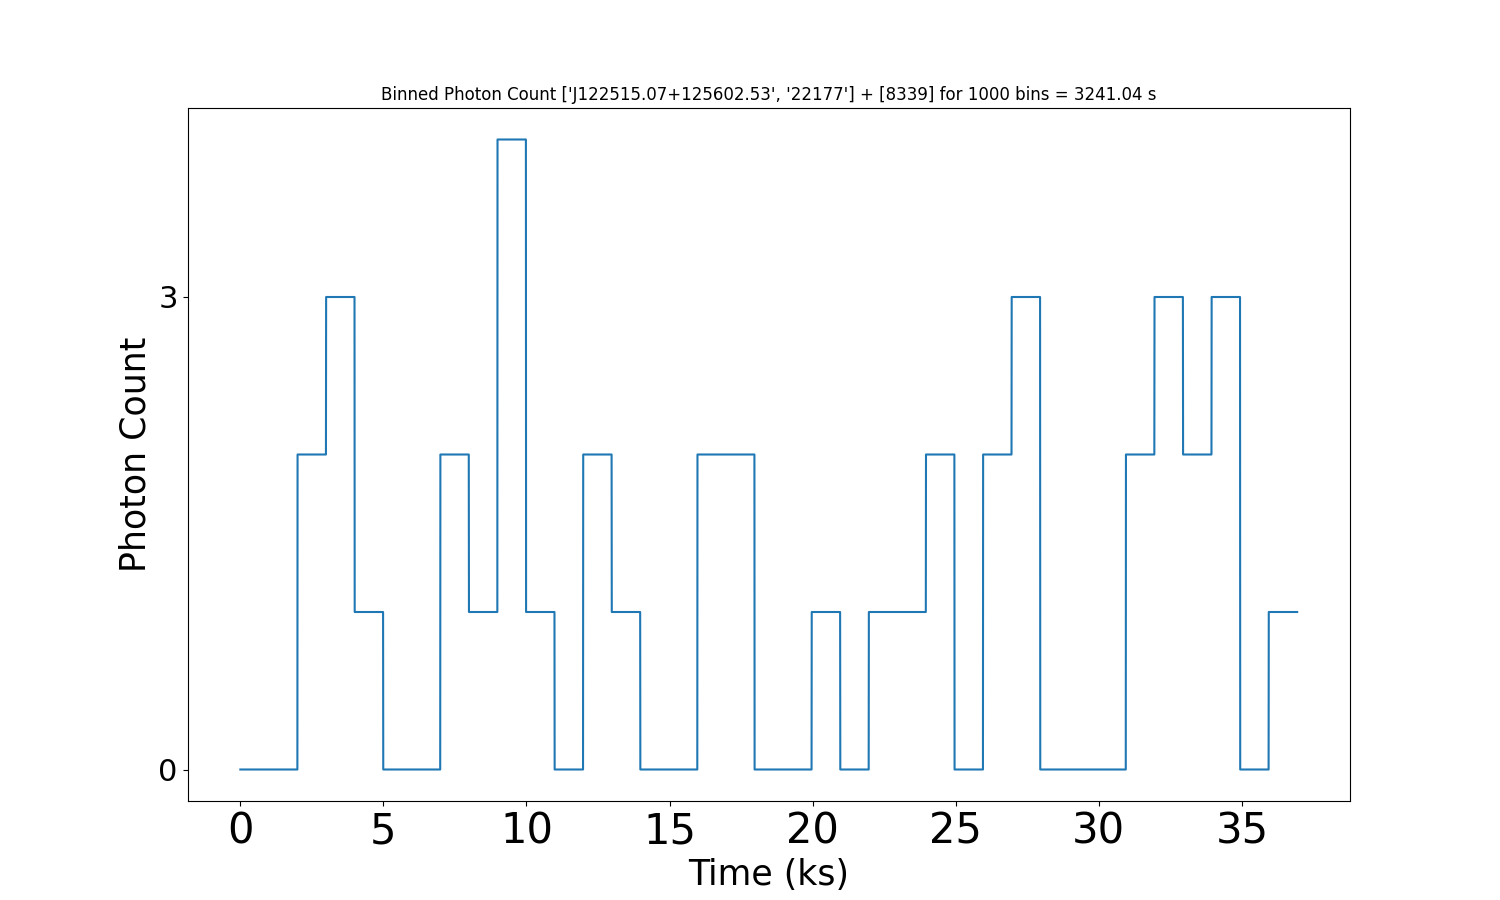 Binned Photon Count ['J122515.07+125602.53', '22177'] + [8339] for 1000 bins = 3241.04 s
Photon Count
3
0
0 5 10 15 20 25 30 35
Time (ks)